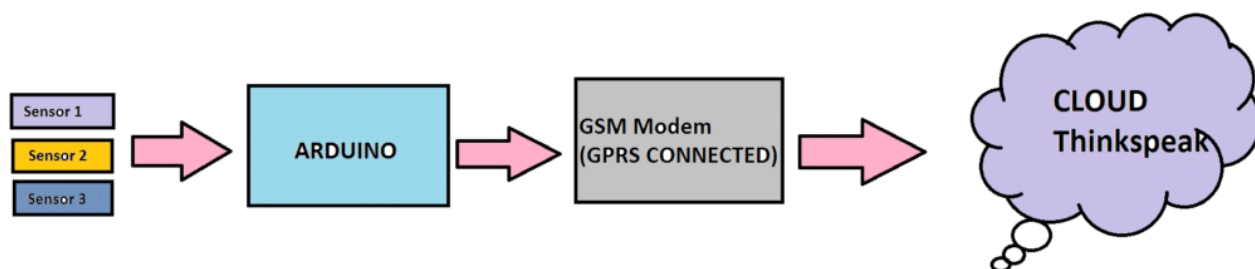 Sensor 1
Sensor 2
Sensor 3
ARDUINO
GSM Modem
(GPRS CONNECTED)
CLOUD
Thinkspeak